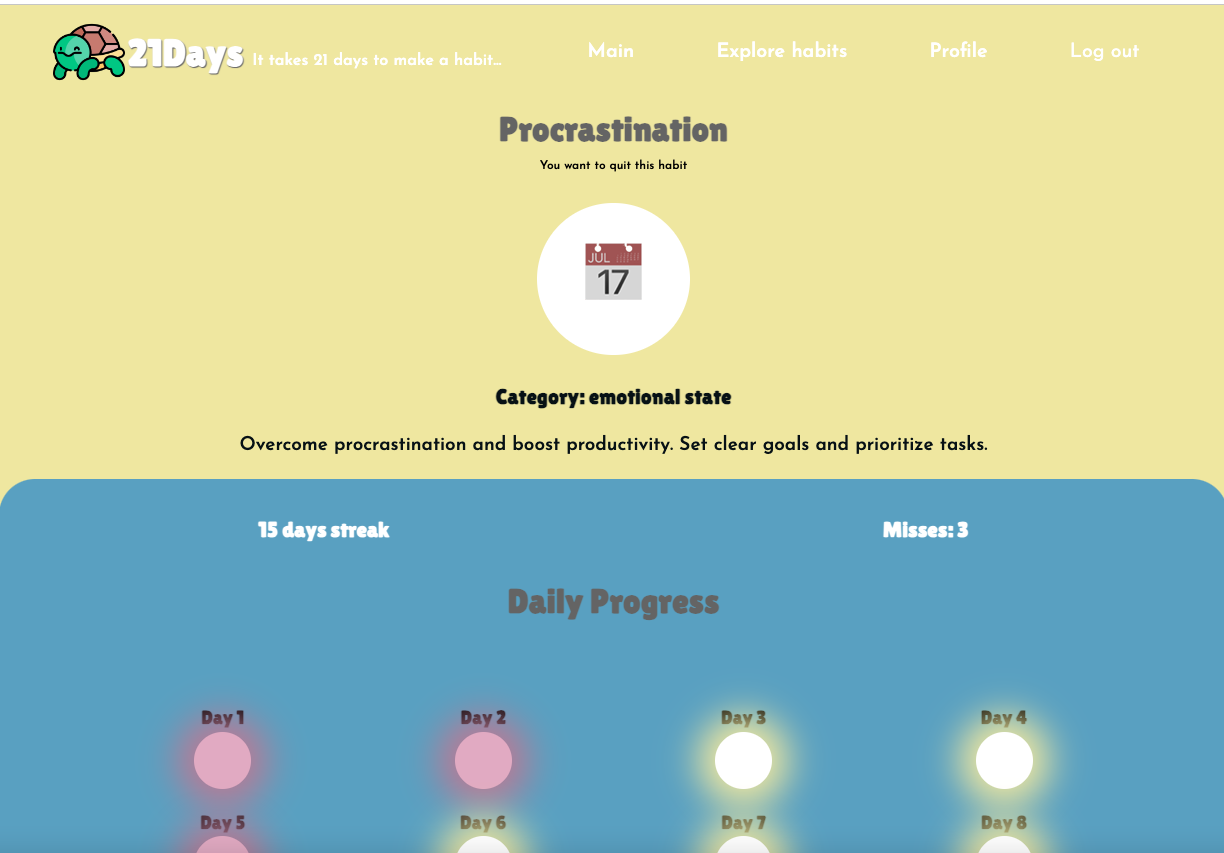 21Days It takes 21 days to make a habit... Main Explore habits Profile Log out
Procrastination
You want to quit this habit
JUL
17
Category: emotional state
Overcome procrastination and boost productivity. Set clear goals and prioritize tasks.
15 days streak Misses: 3
Daily Progress
Day 1 Day 2 Day 3 Day 4
Day 5 Day 6 Day 7 Day 8